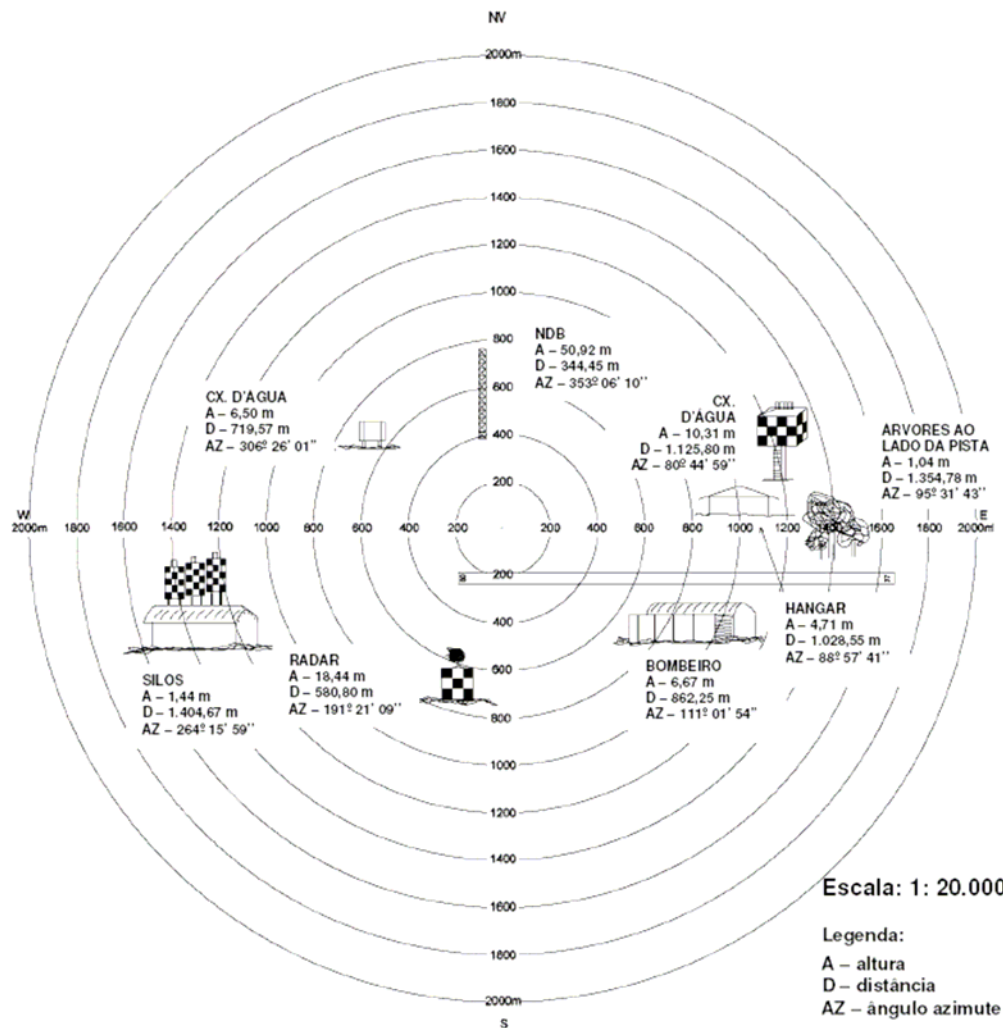 NV
2000m
1800
1600
1400
1200
1000
800
600
400
200
NDB
A – 50,92 m
D – 344,45 m
AZ – 353º 06' 10''
CX. D'AGUA
A – 6,50 m
D – 719,57 m
AZ – 306º 26' 01''
CX.
D'ÁGUA
A – 10,31 m
D – 1.125,80 m
AZ – 80º 44' 59''
ARVORES AO
LADO DA PISTA
A – 1,04 m
D – 1.354,78 m
AZ – 95º 31' 43''
W
2000m 1800 1600 1400 1200 1000 800 600 400 200 200 400 600 800 1000 1200 1400 1600 1800 2000m
E
200
400
600
800
1000
1200
1400
1600
1800
2000m
S
HANGAR
A – 4,71 m
D – 1.028,55 m
AZ – 88º 57' 41''
BOMBEIRO
A – 6,67 m
D – 862,25 m
AZ – 111º 01' 54''
RADAR
A – 18,44 m
D – 580,80 m
AZ – 191º 21' 09''
SILOS
A – 1,44 m
D – 1.404,67 m
AZ – 264º 15' 59''
Escala: 1: 20.000
Legenda:
A – altura
D – distância
AZ – ângulo azimute